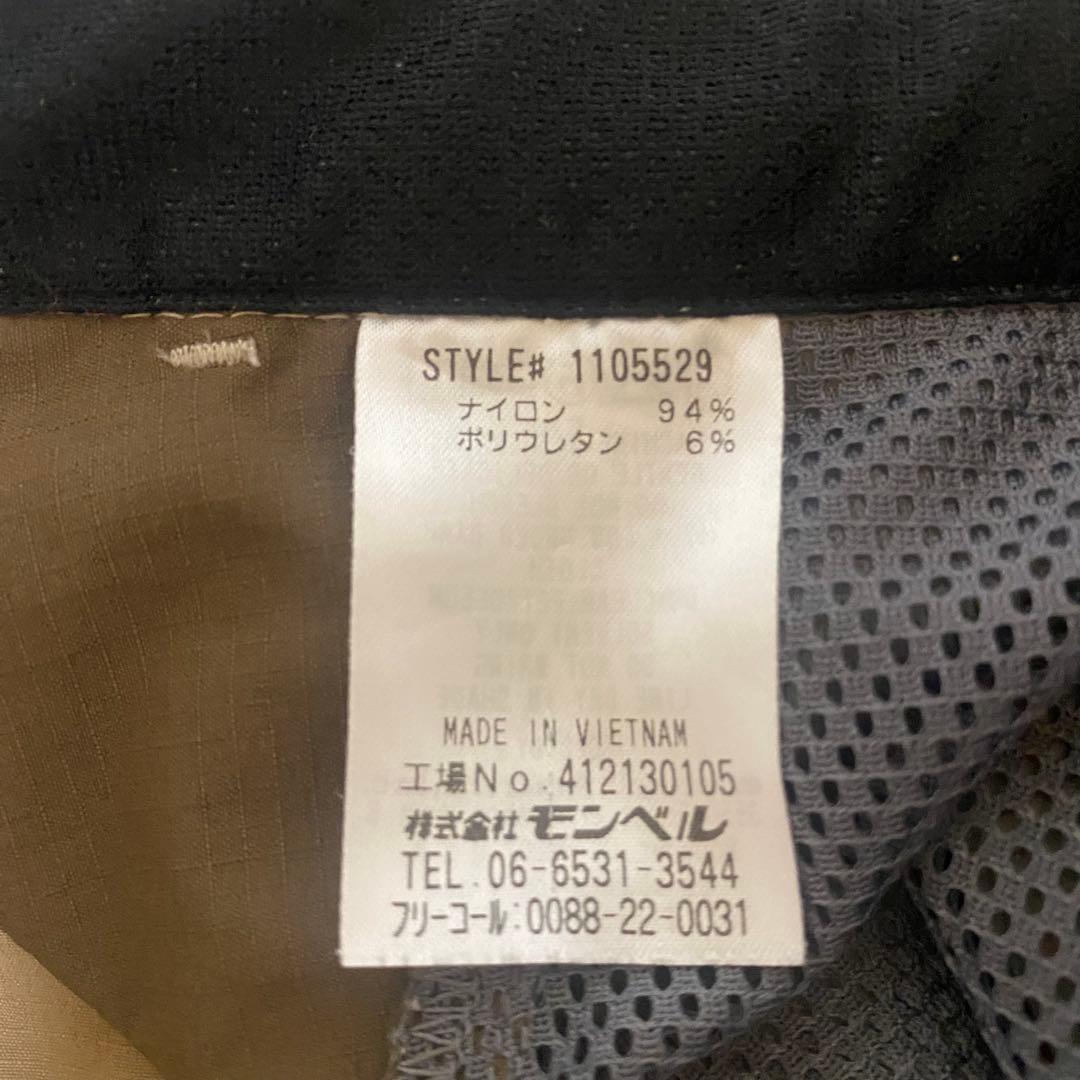 STYLE# 1105529
ナイロン 94%
ポリウレタン 6%
MADE IN VIETNAM
工場No.412130105
株式会社 モンベル
TEL.06-6531-3544
フリーコール:0088-22-0031